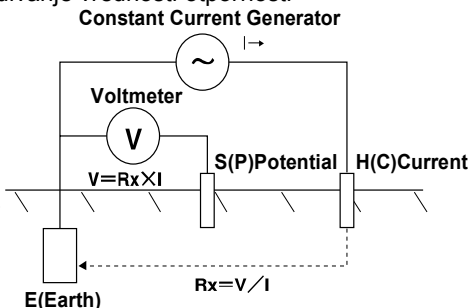 Constant Current Generator
I→
~
Voltmeter
V
S(P)Potential H(C)Current
V=Rx×I
Rx=V/I
E(Earth)